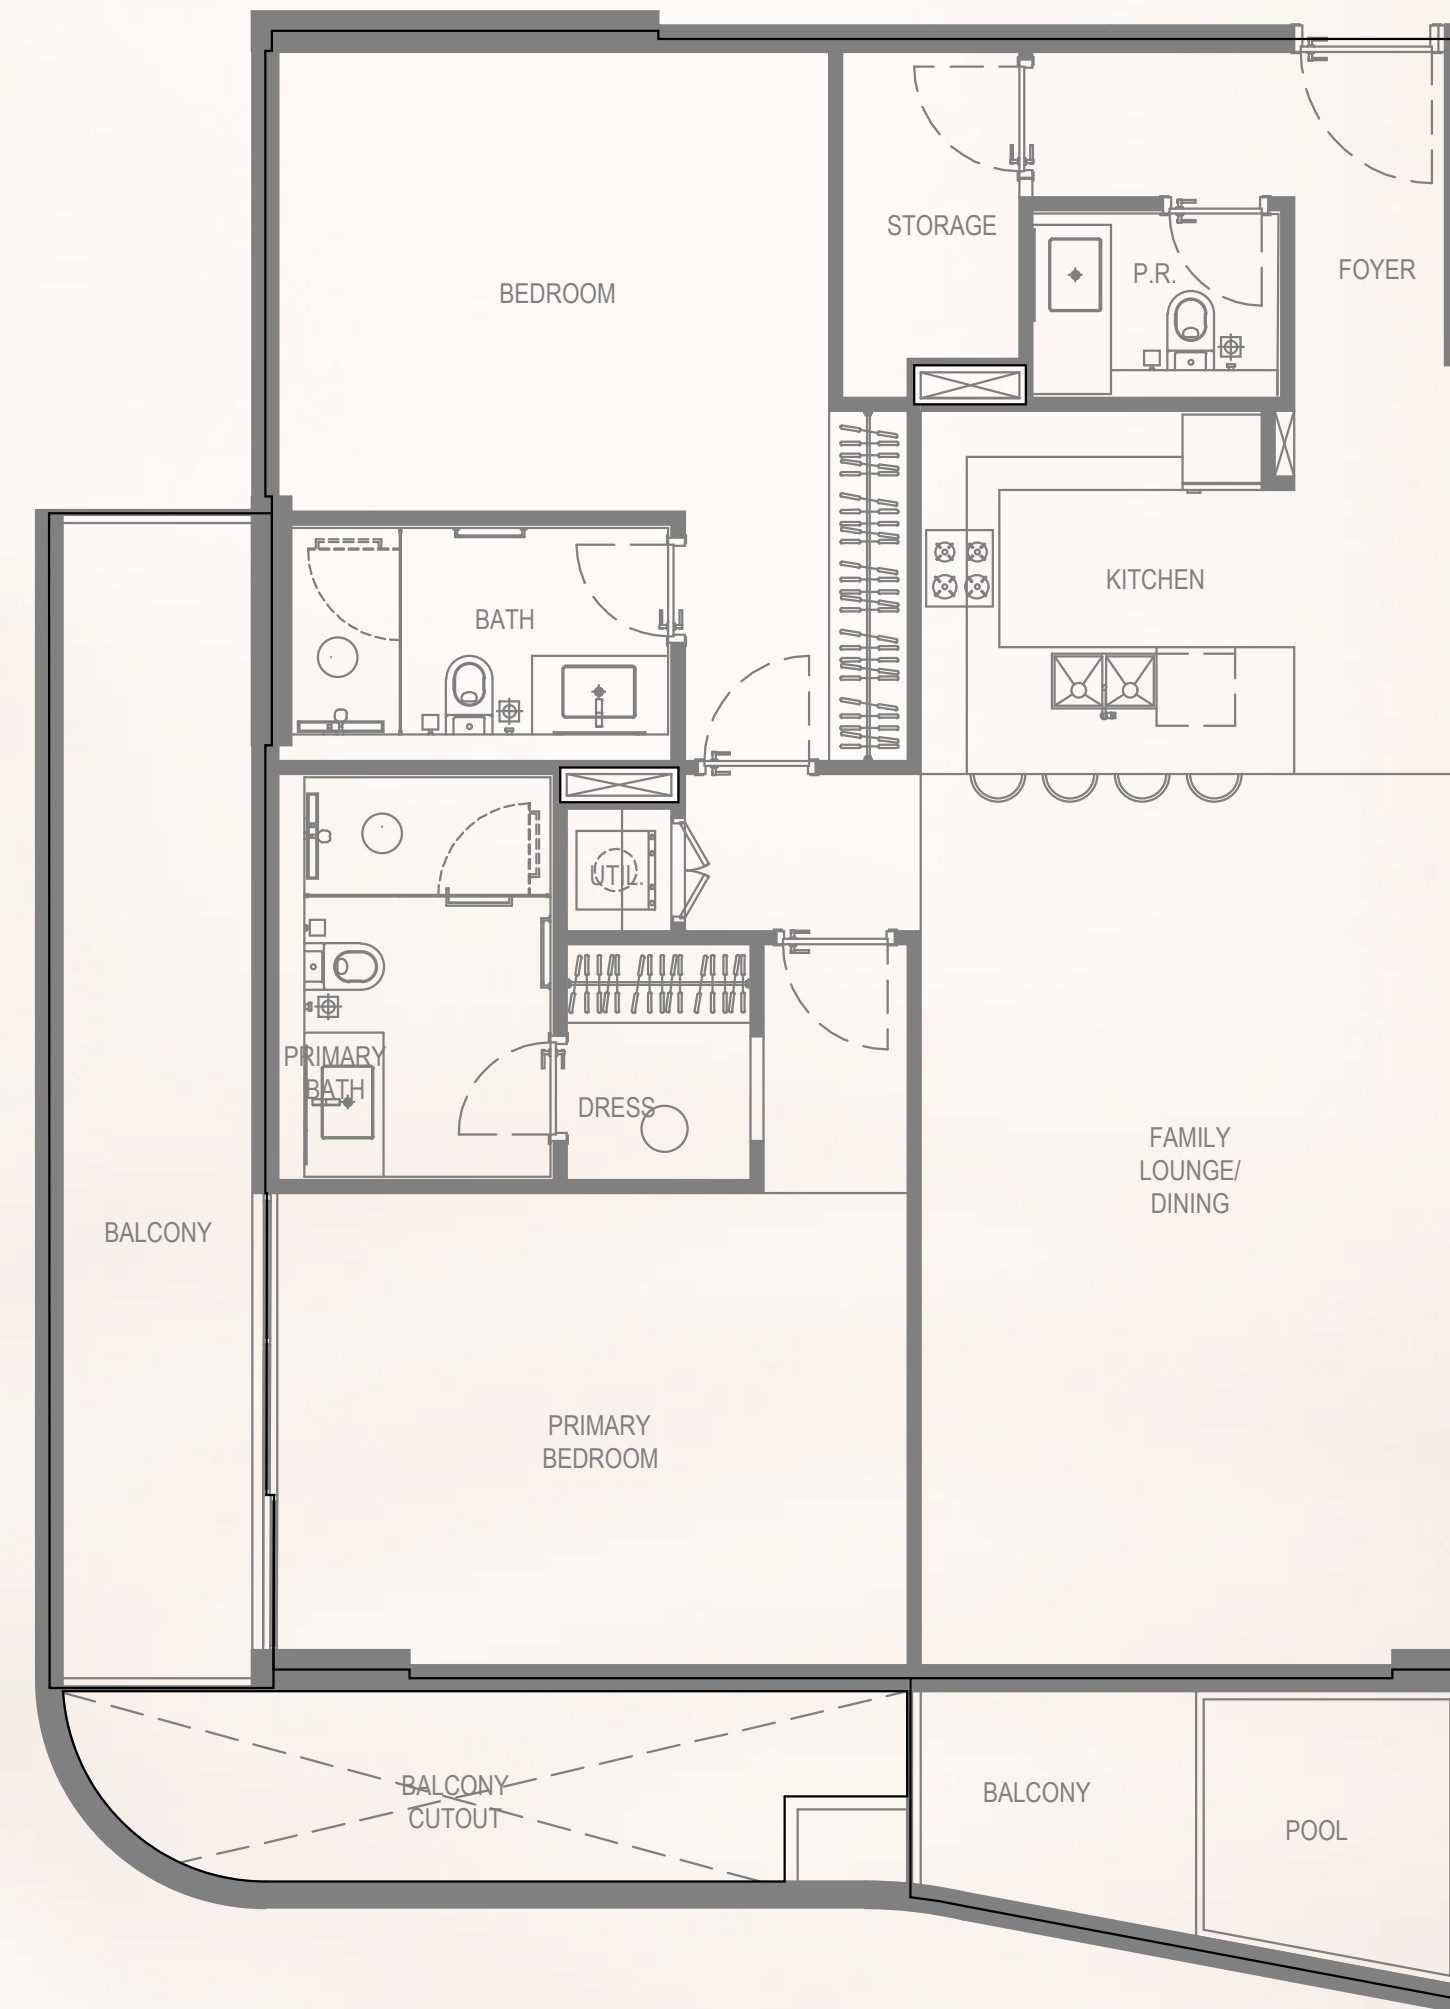 STORAGE
BEDROOM
P.R.
FOYER
KITCHEN
BATH
UTIL.
PRIMARY
BATH
DRESS
FAMILY
LOUNGE/
DINING
BALCONY
PRIMARY
BEDROOM
BALCONY
CUTOUT
BALCONY
POOL